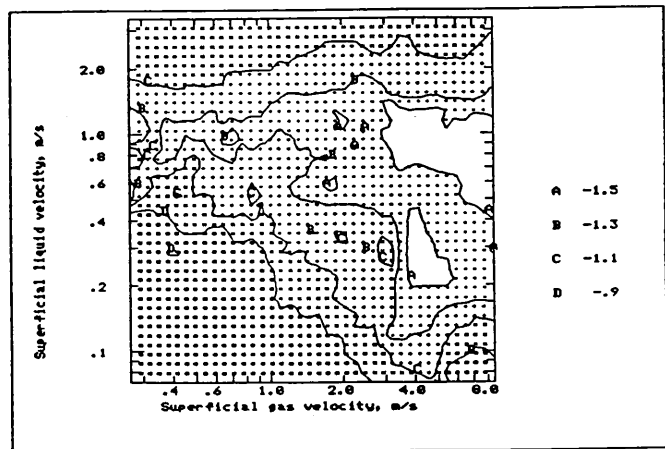 2.0
1.0
.8
.6
.4
.2
.1
Superficial liquid velocity, m/s
.4 .6 1.0 2.0 4.0 8.0
Superficial gas velocity, m/s
A -1.5
B -1.3
C -1.1
D -.9